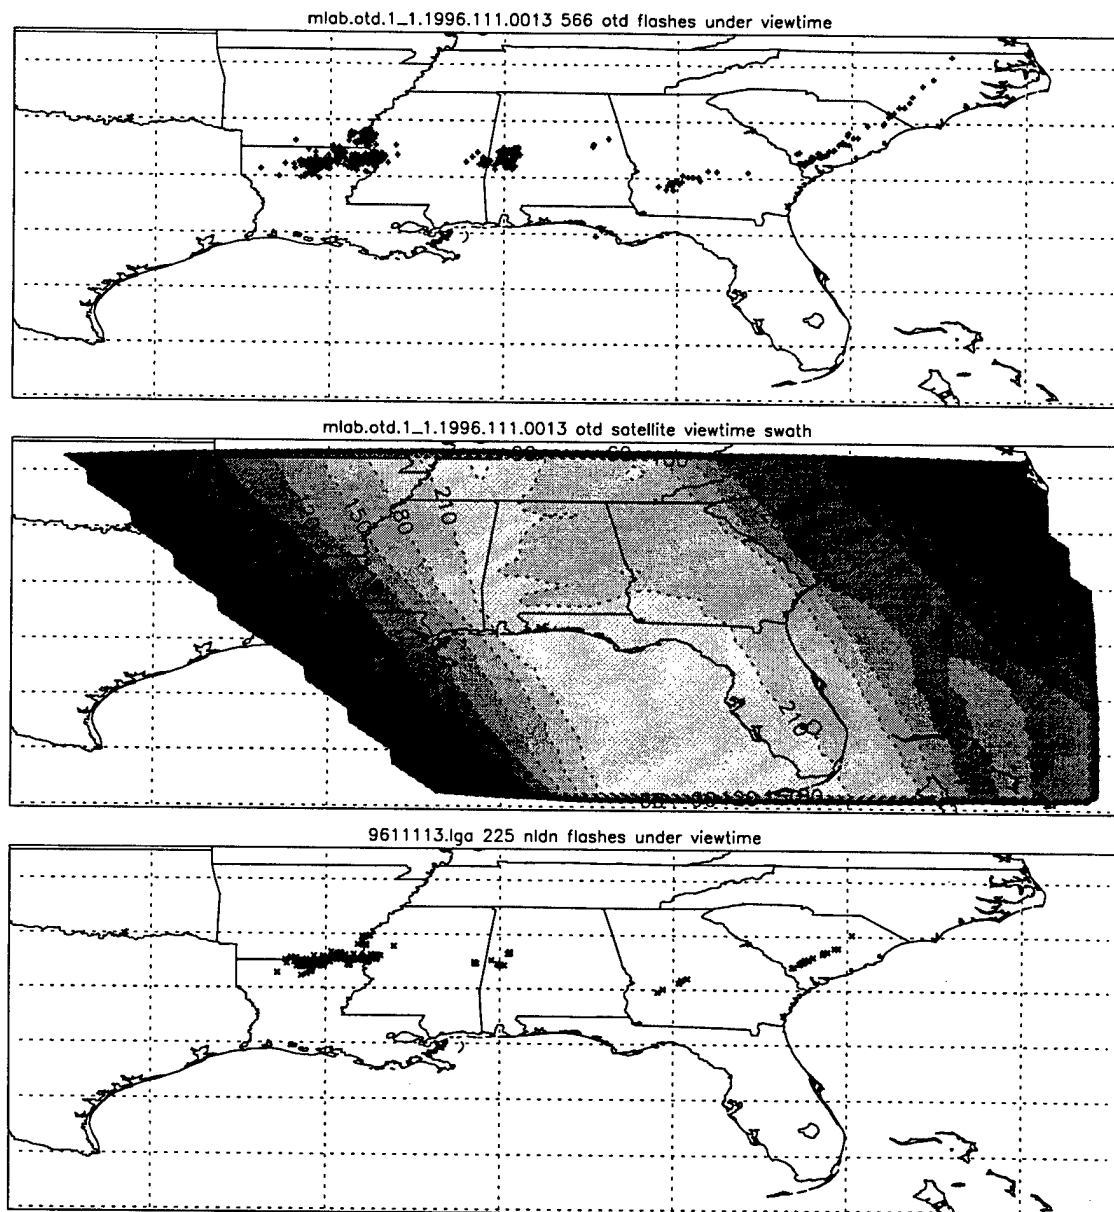 mlab.otd.1_1.1996.111.0013 566 otd flashes under viewtime
mlab.otd.1_1.1996.111.0013 otd satellite viewtime swath
150
180
210
210
9611113.lga 225 nldn flashes under viewtime